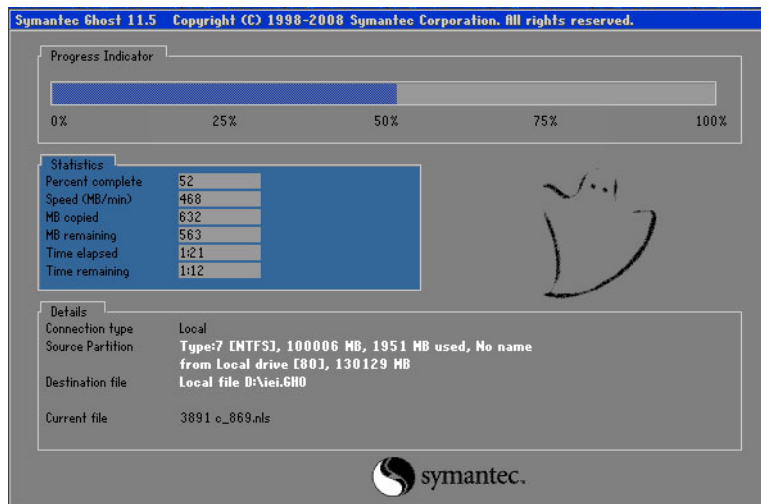 Symantec Ghost 11.5 Copyright (C) 1998-2008 Symantec Corporation. All rights reserved.
Progress Indicator
0% 25% 50% 75% 100%
Statistics
Percent complete 52
Speed (MB/min) 468
MB copied 632
MB remaining 563
Time elapsed 1:21
Time remaining 1:12
Details
Connection type Local
Source Partition Type:7 [NTFS], 100006 MB, 1951 MB used, No name
from Local drive [80], 130129 MB
Destination file Local file D:\iei.GHO
Current file 3891 c_869.nls
symantec.